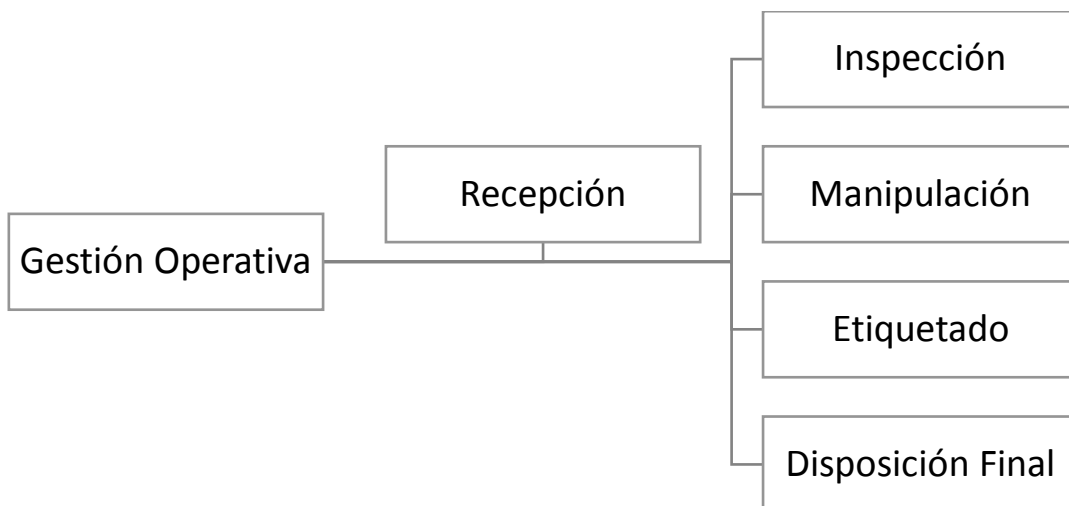 Gestión Operativa
Recepción
Inspección
Manipulación
Etiquetado
Disposición Final